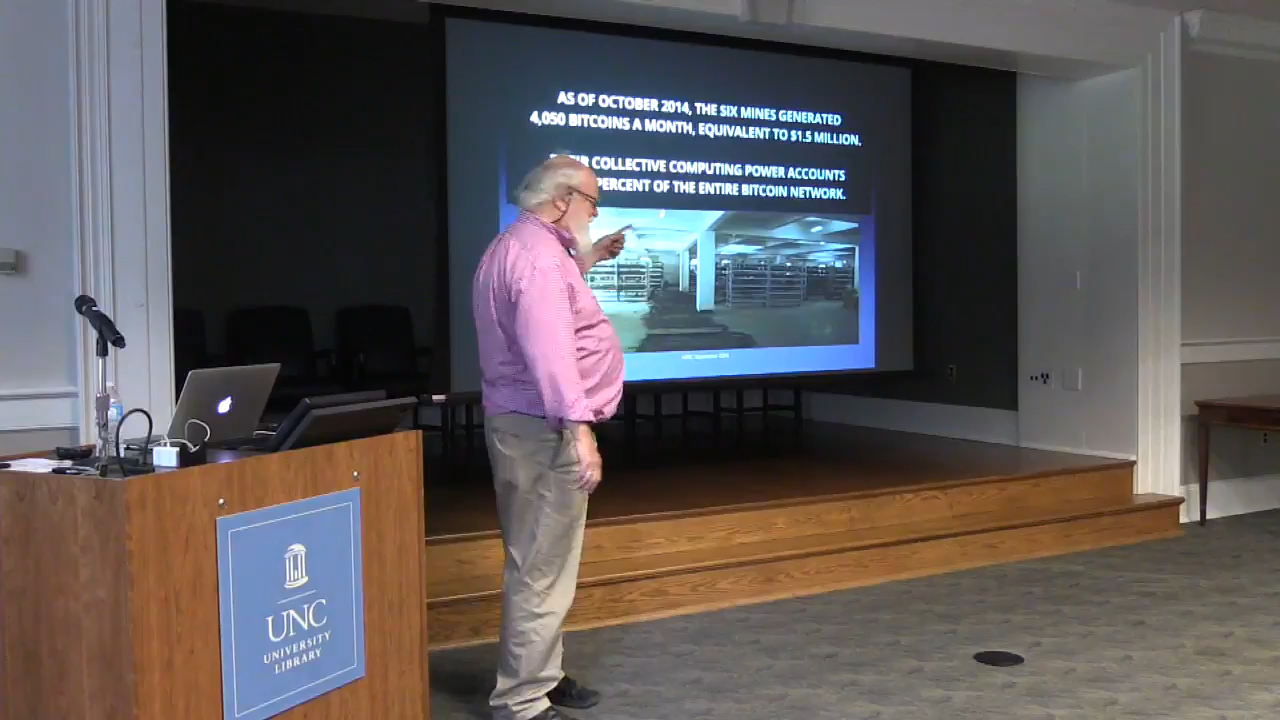 AS OF OCTOBER 2014, THE SIX MINES GENERATED
4,050 BITCOINS A MONTH, EQUIVALENT TO $1.5 MILLION.
COLLECTIVE COMPUTING POWER ACCOUNTS
PERCENT OF THE ENTIRE BITCOIN NETWORK.
UNC
UNIVERSITY
LIBRARY